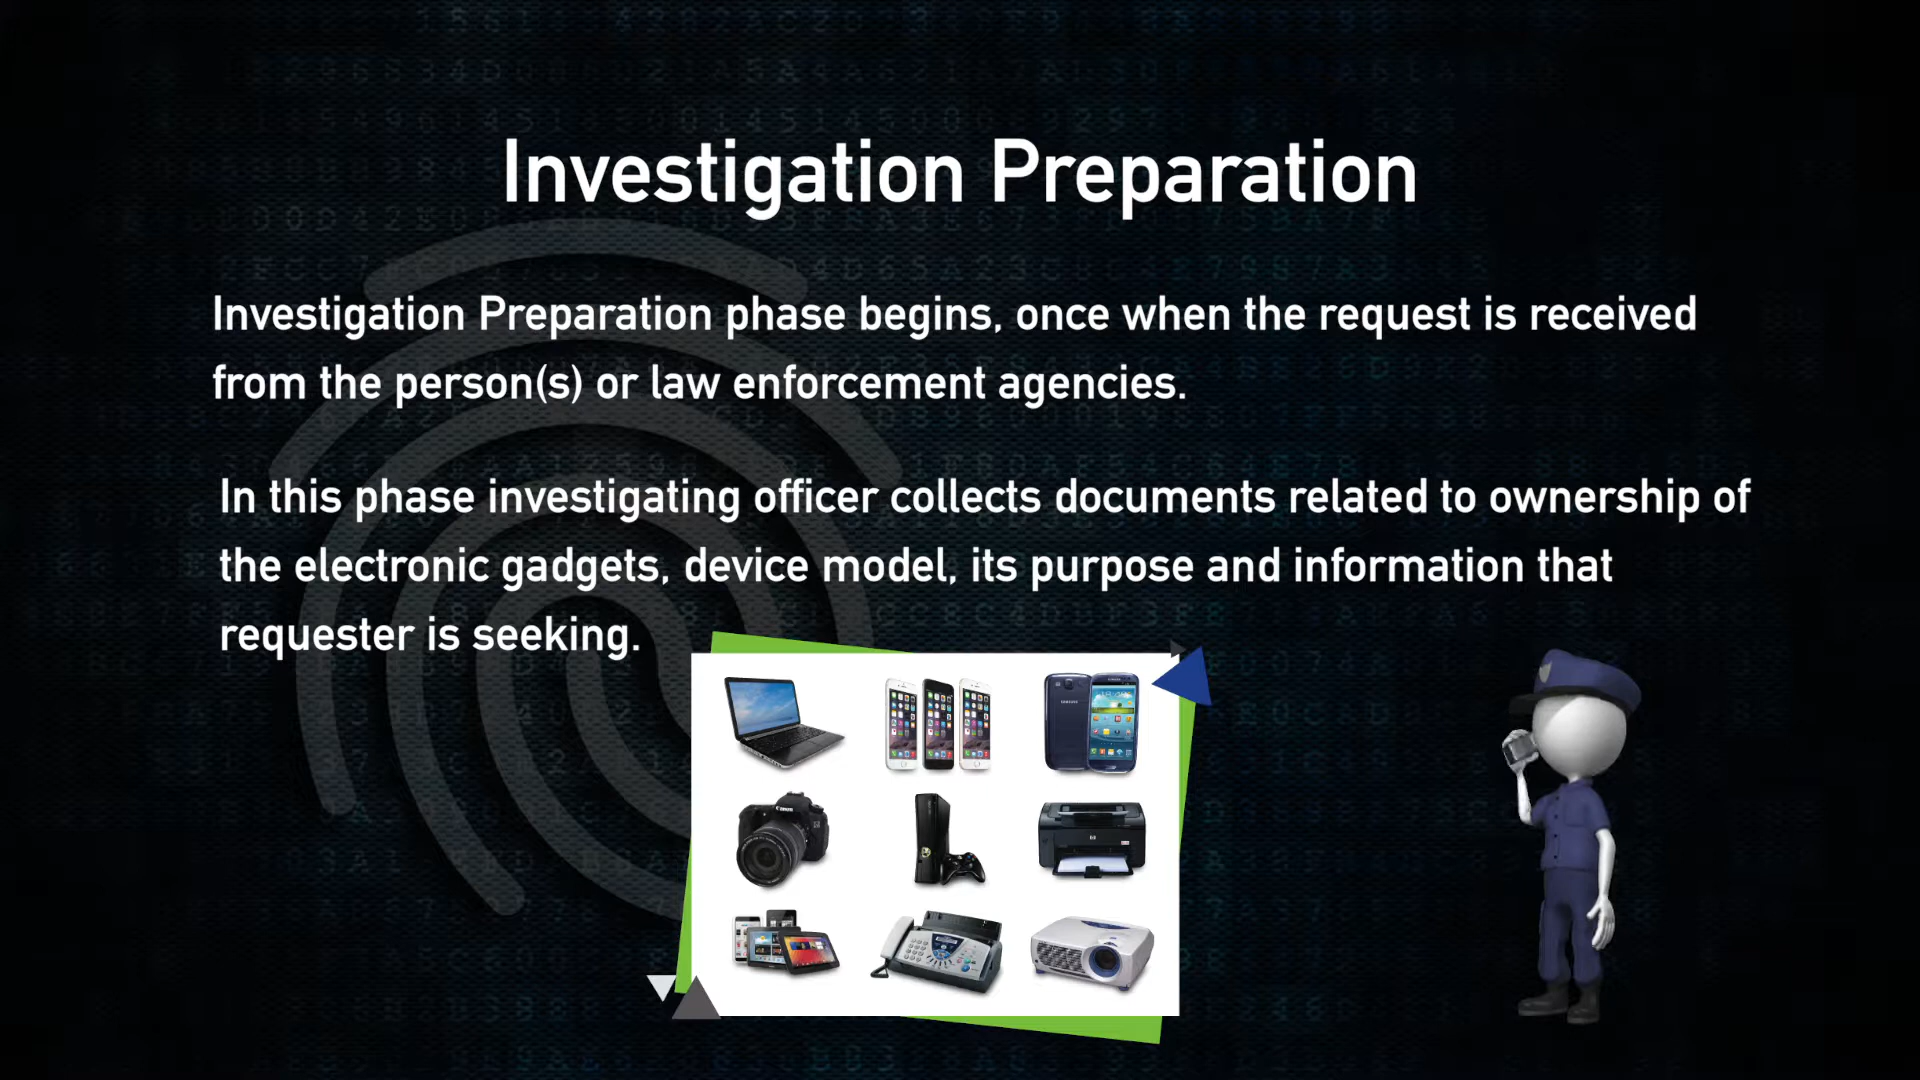 Investigation Preparation
Investigation Preparation phase begins, once when the request is received
from the person(s) or law enforcement agencies.
In this phase investigating officer collects documents related to ownership of
the electronic gadgets, device model, its purpose and information that
requester is seeking.